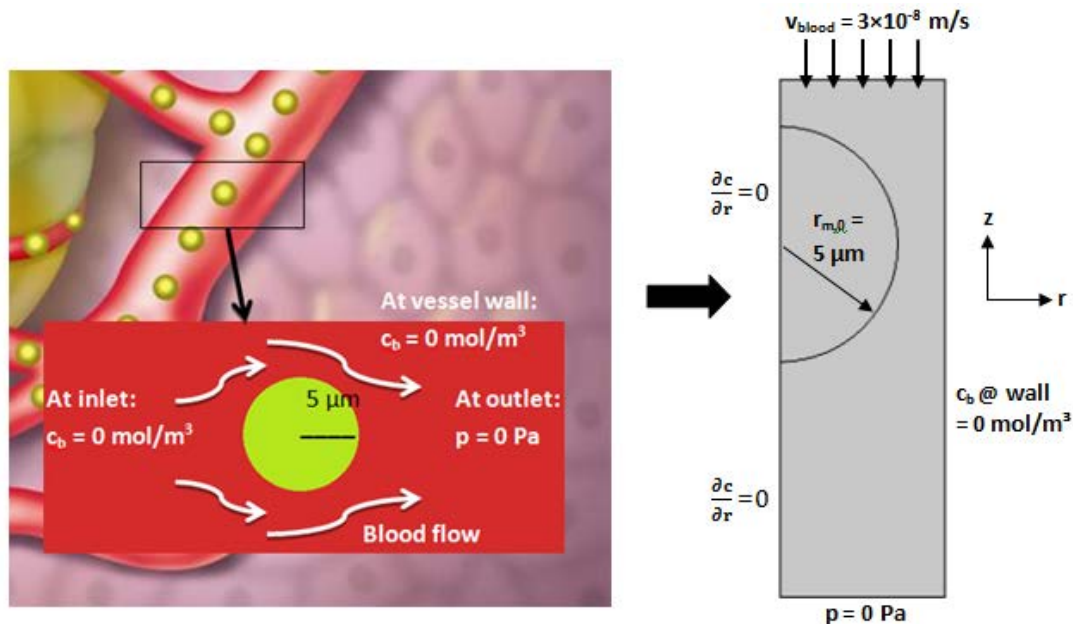 At vessel wall:
c_b = 0 mol/m³
At inlet:
c_b = 0 mol/m³
5 µm
At outlet:
p = 0 Pa
Blood flow
v_blood = 3×10⁻⁸ m/s
∂c/∂r = 0
r_m,0 =
5 µm
z
r
c_b @ wall
= 0 mol/m³
∂c/∂r = 0
p = 0 Pa